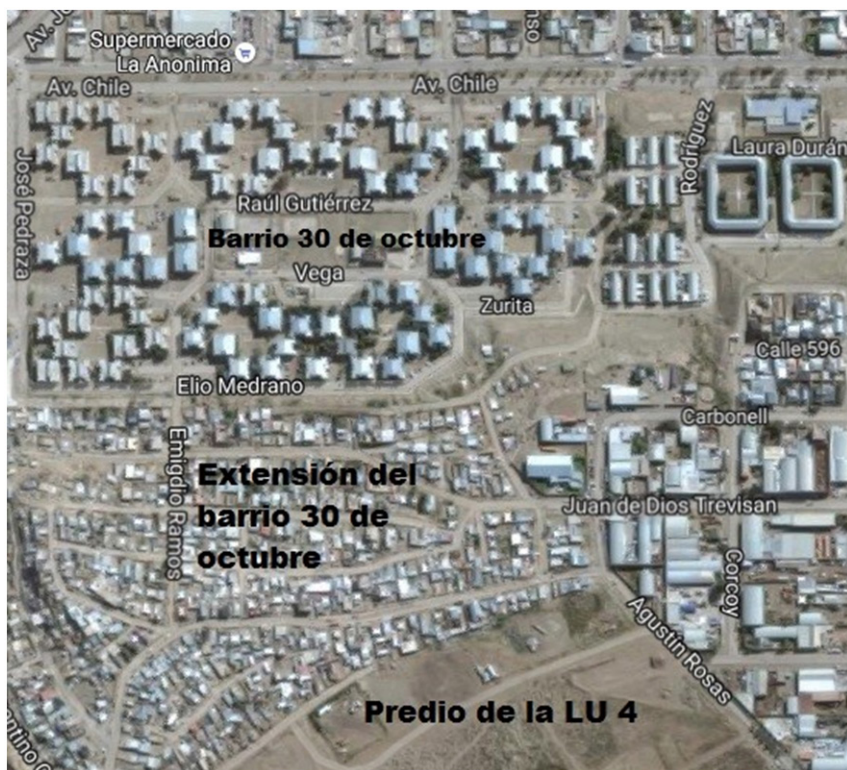 Av. Jo
Supermercado
La Anonima
Av. Chile
Av. Chile
José Pedraza
Rodríguez
Laura Durán
Raúl Gutiérrez
Barrio 30 de octubre
Vega
Zurita
Calle 596
Elio Medrano
Carbonell
Emigdio Ramos
Extensión del
barrio 30 de
octubre
Juan de Dios Trevisan
Corcoy
Agustín Rosas
Predio de la LU 4